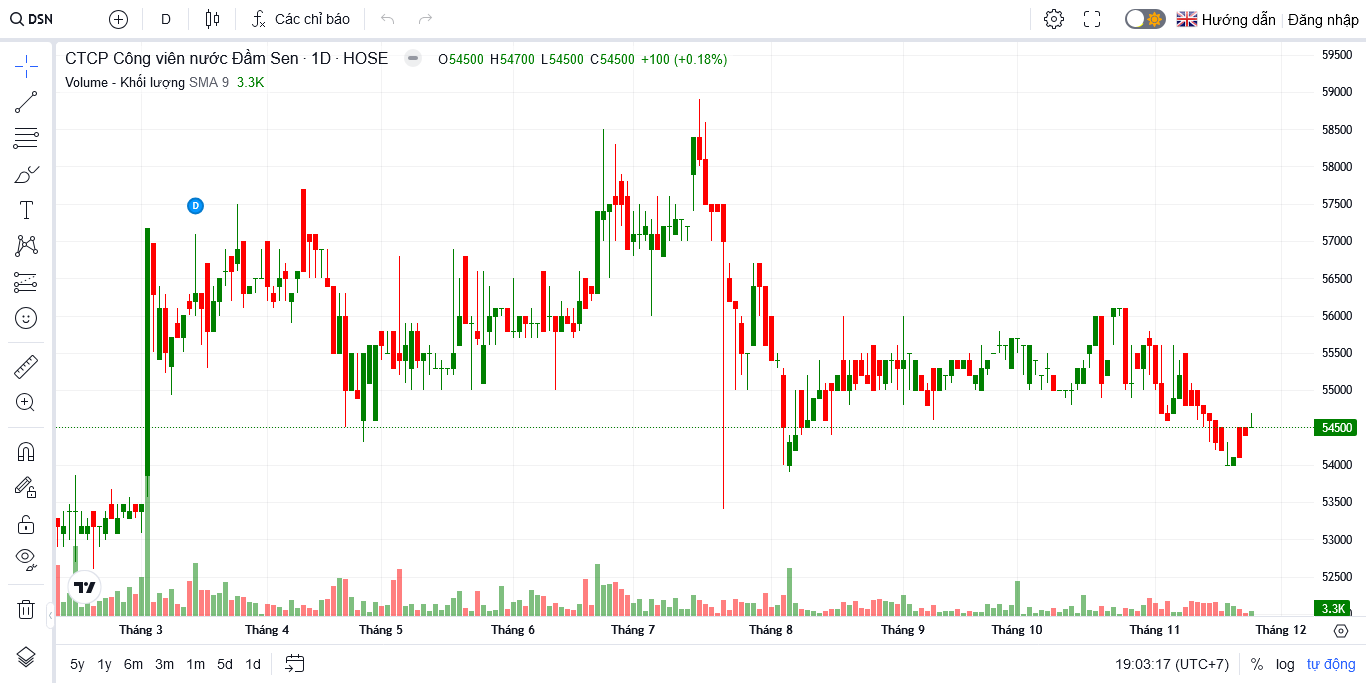 DSN D Các chỉ báo Hướng dẫn Đăng nhập
CTCP Công viên nước Đầm Sen · 1D · HOSE O54500 H54700 L54500 C54500 +100 (+0.18%)
Volume - Khối lượng SMA 9 3.3K
D
59500
59000
58500
58000
57500
57000
56500
56000
55500
55000
54500
54000
53500
53000
52500
3.3K
Tháng 3 Tháng 4 Tháng 5 Tháng 6 Tháng 7 Tháng 8 Tháng 9 Tháng 10 Tháng 11 Tháng 12
5y 1y 6m 3m 1m 5d 1d 19:03:17 (UTC+7) % log tự động